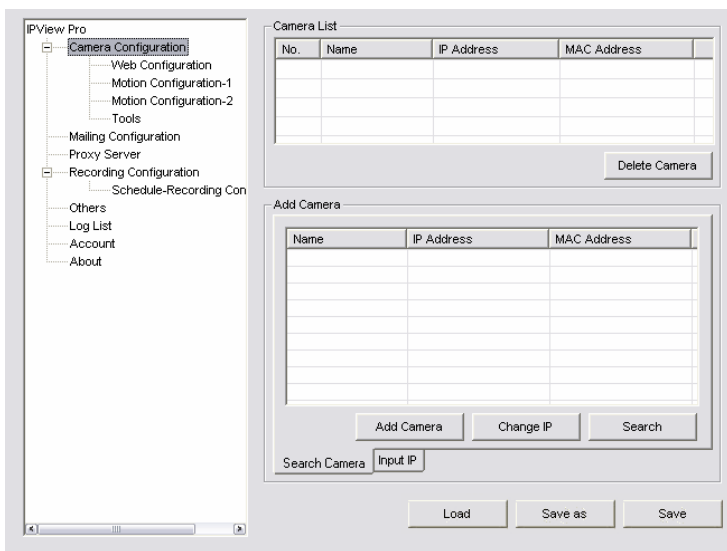 IPView Pro
Camera Configuration
Web Configuration
Motion Configuration-1
Motion Configuration-2
Tools
Mailing Configuration
Proxy Server
Recording Configuration
Schedule-Recording Con
Others
Log List
Account
About
Camera List
No. Name IP Address MAC Address
Delete Camera
Add Camera
Name IP Address MAC Address
Add Camera Change IP Search
Search Camera Input IP
Load Save as Save